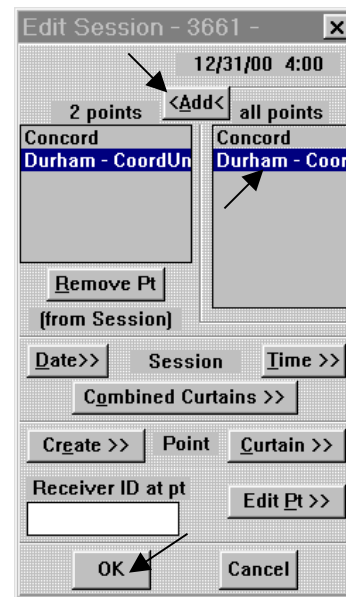 Edit Session - 3661 -
12/31/00 4:00
2 points <Add< all points
Concord Concord
Durham - CoordUn Durham - Coor
Remove Pt
(from Session)
Date>> Session Time >>
Combined Curtains >>
Create >> Point Curtain >>
Receiver ID at pt
Edit Pt >>
OK Cancel